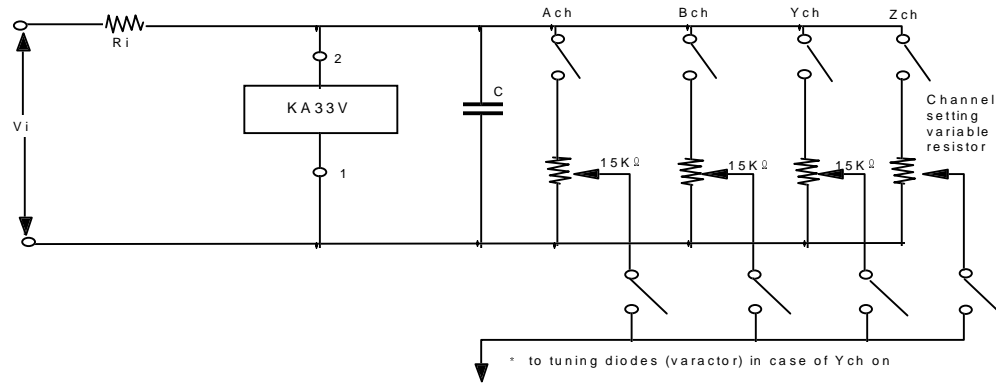 Ach
Bch
Ych
Zch
Ri
2
KA33V
C
Vi
1
Channel
setting
variable
resistor
15KΩ
15KΩ
15KΩ
* to tuning diodes (varactor) in case of Ych on